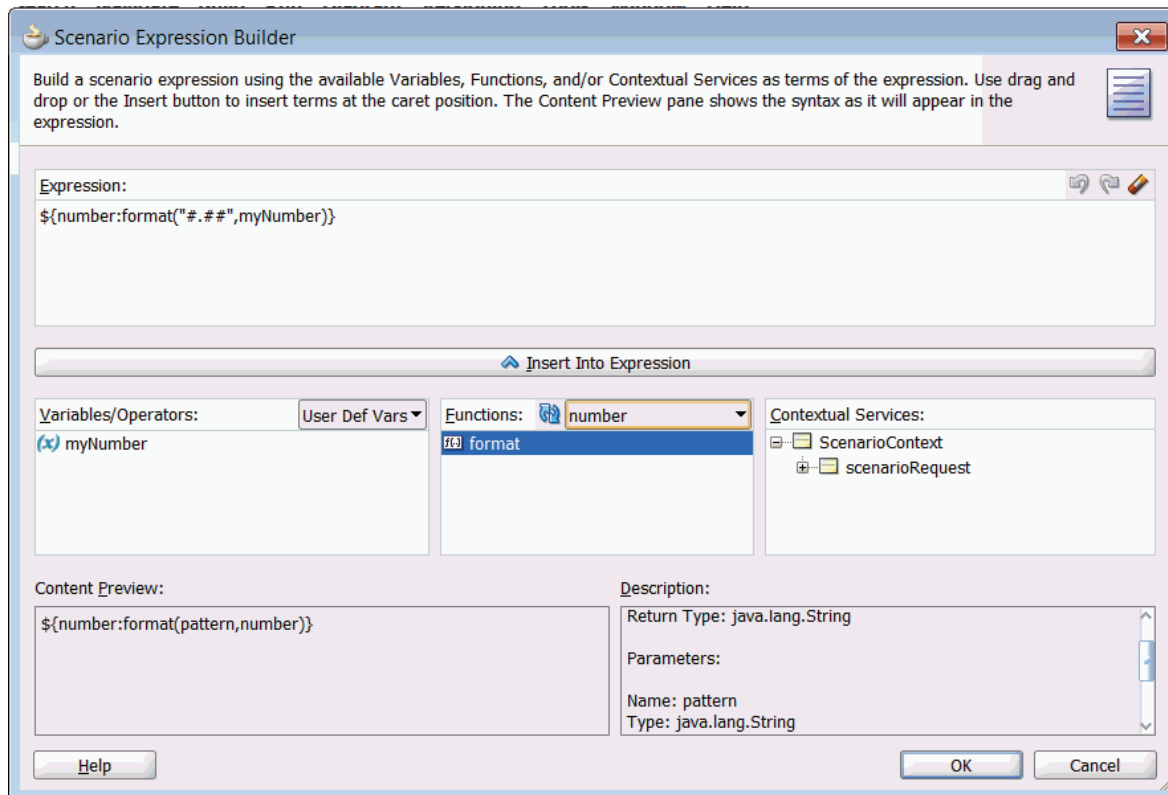 Scenario Expression Builder
Build a scenario expression using the available Variables, Functions, and/or Contextual Services as terms of the expression. Use drag and
drop or the Insert button to insert terms at the caret position. The Content Preview pane shows the syntax as it will appear in the
expression.
Expression:
${number:format("#.##",myNumber)}
Insert Into Expression
Variables/Operators:
User Def Vars
(x) myNumber
Functions:
number
format
Contextual Services:
ScenarioContext
scenarioRequest
Content Preview:
${number:format(pattern,number)}
Description:
Return Type: java.lang.String
Parameters:
Name: pattern
Type: java.lang.String
Help
OK
Cancel